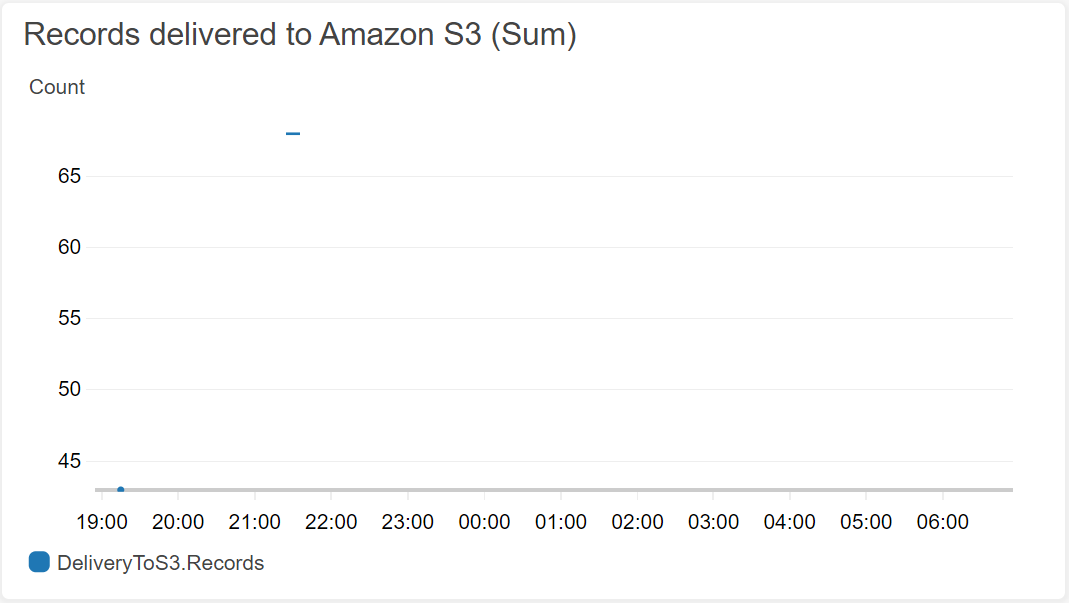 Records delivered to Amazon S3 (Sum)
Count
65
60
55
50
45
19:00 20:00 21:00 22:00 23:00 00:00 01:00 02:00 03:00 04:00 05:00 06:00
DeliveryToS3.Records